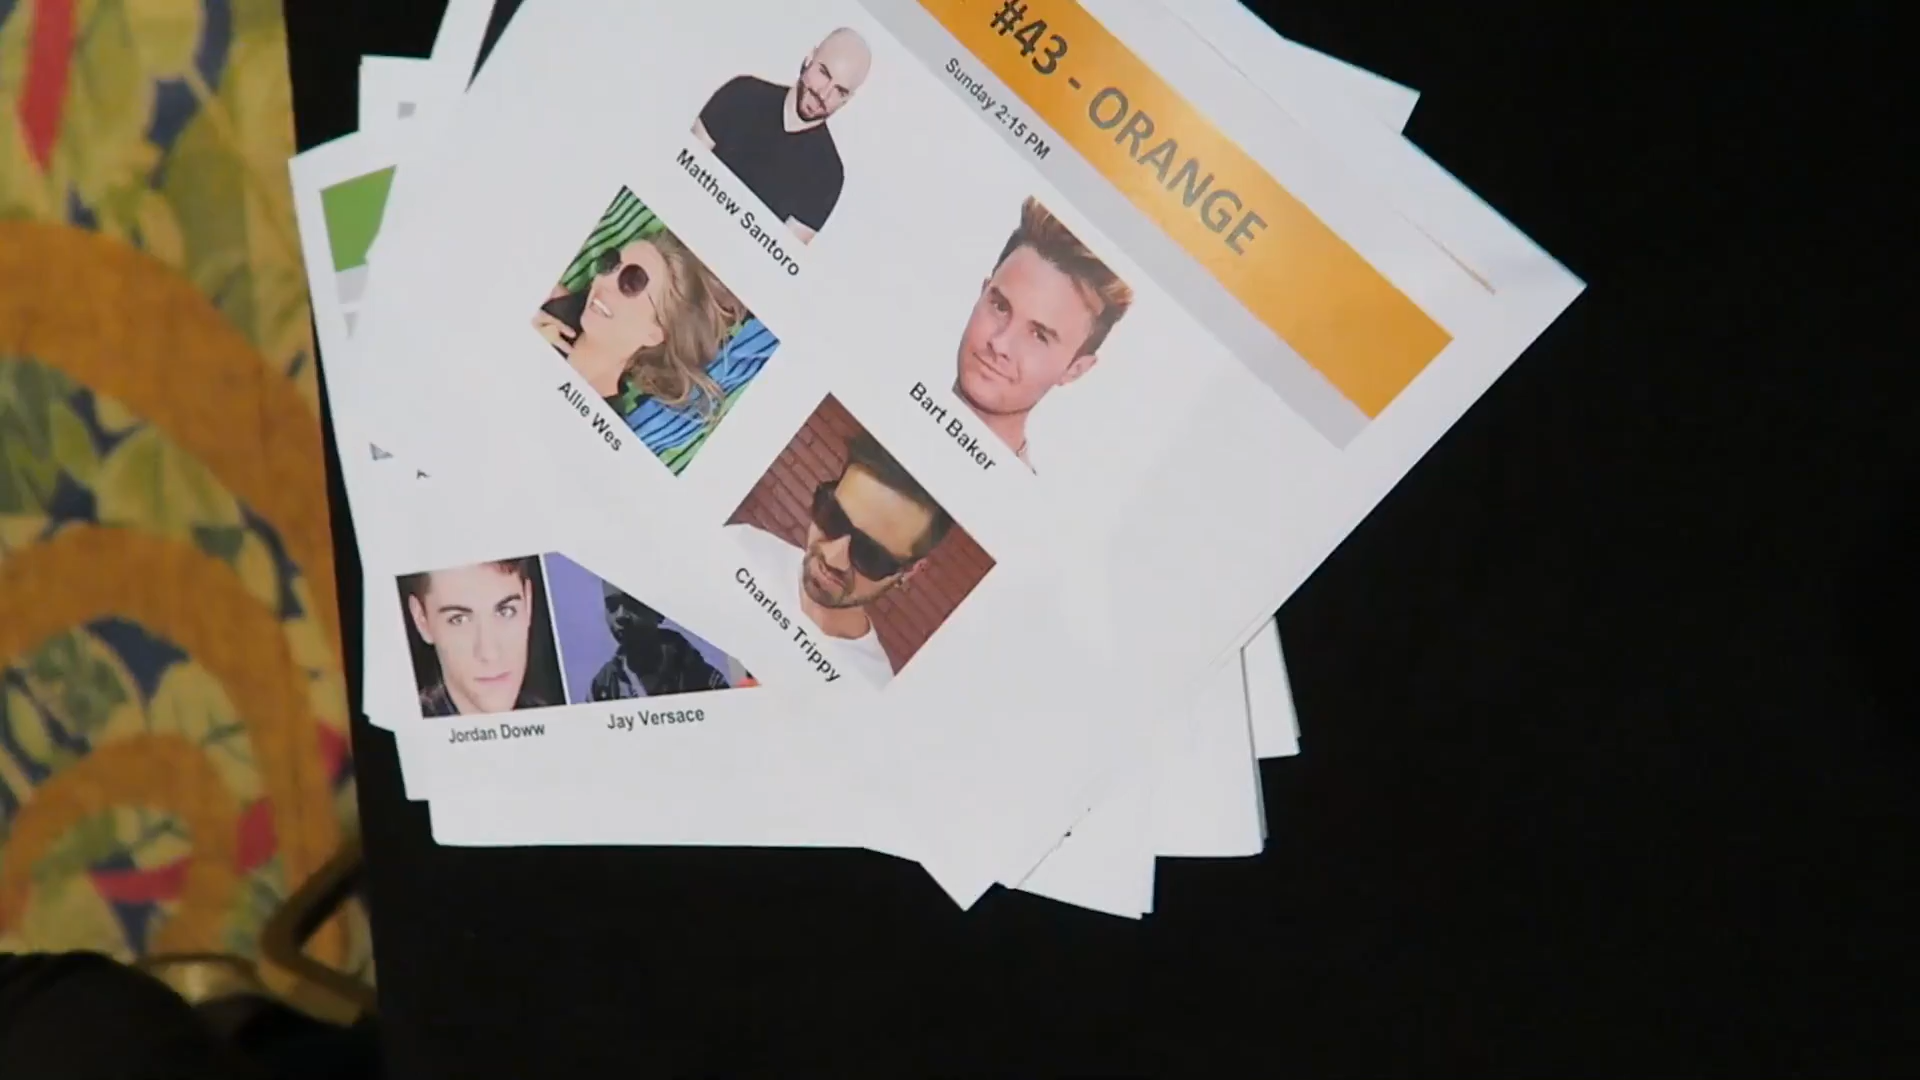 #43 - ORANGE
Sunday 2:15 PM
Matthew Santoro
Bart Baker
Allie Wes
Charles Trippy
Jordan Doww
Jay Versace